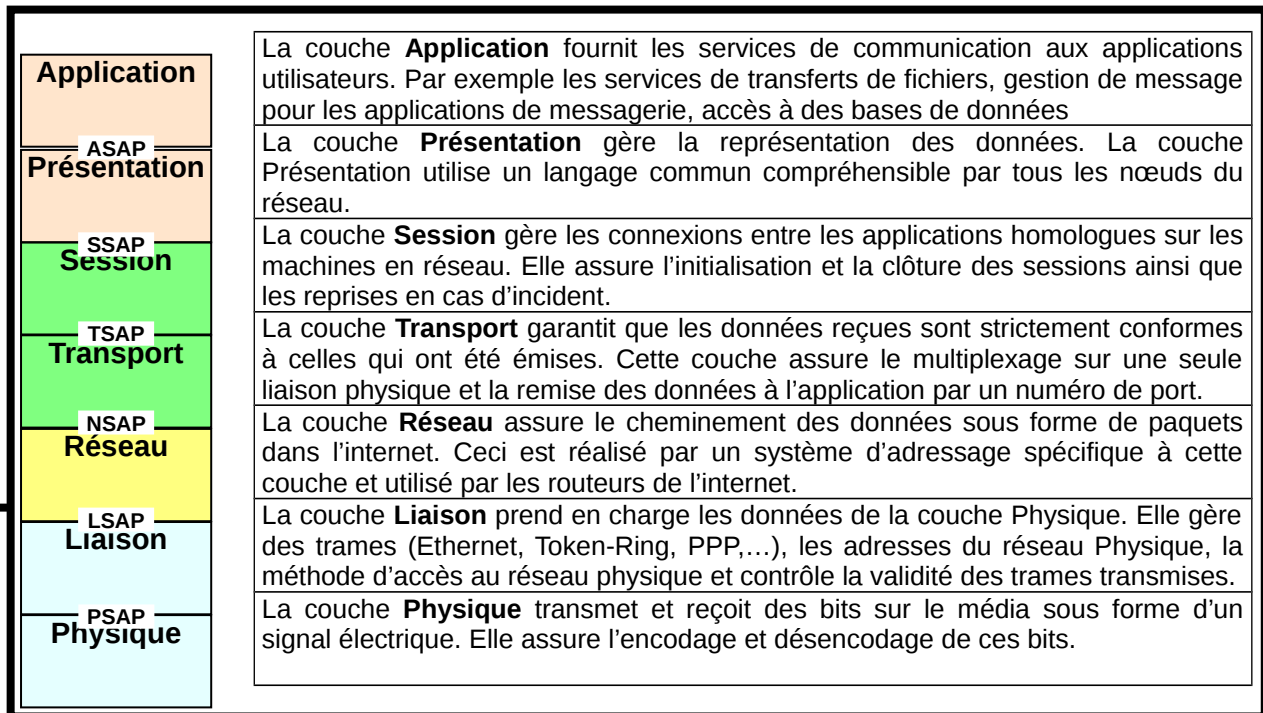 Application
La couche Application fournit les services de communication aux applications
utilisateurs. Par exemple les services de transferts de fichiers, gestion de message
pour les applications de messagerie, accès à des bases de données
ASAP
Présentation
La couche Présentation gère la représentation des données. La couche
Présentation utilise un langage commun compréhensible par tous les nœuds du
réseau.
SSAP
Session
La couche Session gère les connexions entre les applications homologues sur les
machines en réseau. Elle assure l’initialisation et la clôture des sessions ainsi que
les reprises en cas d’incident.
TSAP
Transport
La couche Transport garantit que les données reçues sont strictement conformes
à celles qui ont été émises. Cette couche assure le multiplexage sur une seule
liaison physique et la remise des données à l’application par un numéro de port.
NSAP
Réseau
La couche Réseau assure le cheminement des données sous forme de paquets
dans l’internet. Ceci est réalisé par un système d’adressage spécifique à cette
couche et utilisé par les routeurs de l’internet.
LSAP
Liaison
La couche Liaison prend en charge les données de la couche Physique. Elle gère
des trames (Ethernet, Token-Ring, PPP,…), les adresses du réseau Physique, la
méthode d’accès au réseau physique et contrôle la validité des trames transmises.
PSAP
Physique
La couche Physique transmet et reçoit des bits sur le média sous forme d’un
signal électrique. Elle assure l’encodage et désencodage de ces bits.